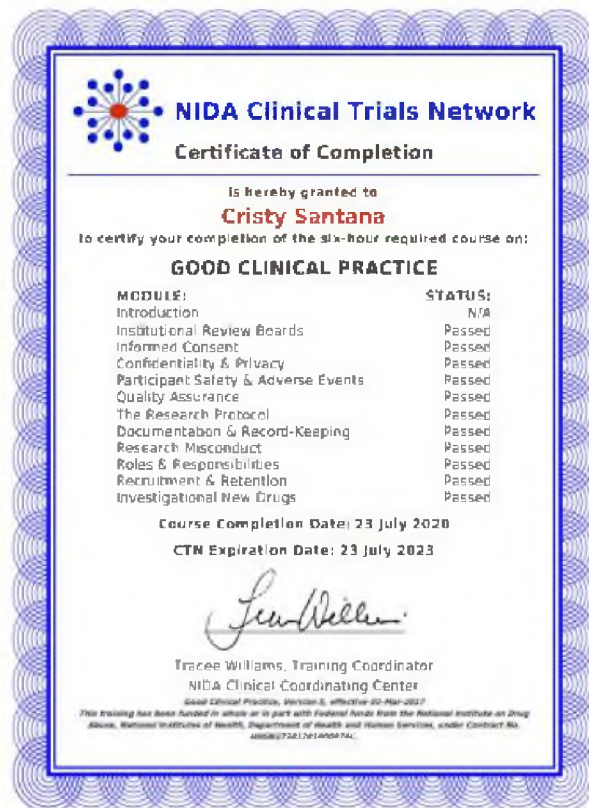 NIDA Clinical Trials Network
Certificate of Completion
is hereby granted to
Cristy Santana
to certify your completion of the six-hour required course on:
GOOD CLINICAL PRACTICE
MODULE: STATUS:
Introduction N/A
Institutional Review Boards Passed
Informed Consent Passed
Confidentiality & Privacy Passed
Participant Safety & Adverse Events Passed
Quality Assurance Passed
The Research Protocol Passed
Documentation & Record-Keeping Passed
Research Misconduct Passed
Roles & Responsibilities Passed
Recruitment & Retention Passed
Investigational New Drugs Passed
Course Completion Date: 23 July 2020
CTN Expiration Date: 23 July 2023
Tracee Williams, Training Coordinator
NIDA Clinical Coordinating Center
Good Clinical Practice, Version 5, effective 03-Mar-2017
This training has been funded in whole or in part with Federal funds from the National Institute on Drug
Abuse, National Institutes of Health, Department of Health and Human Services, under Contract No.